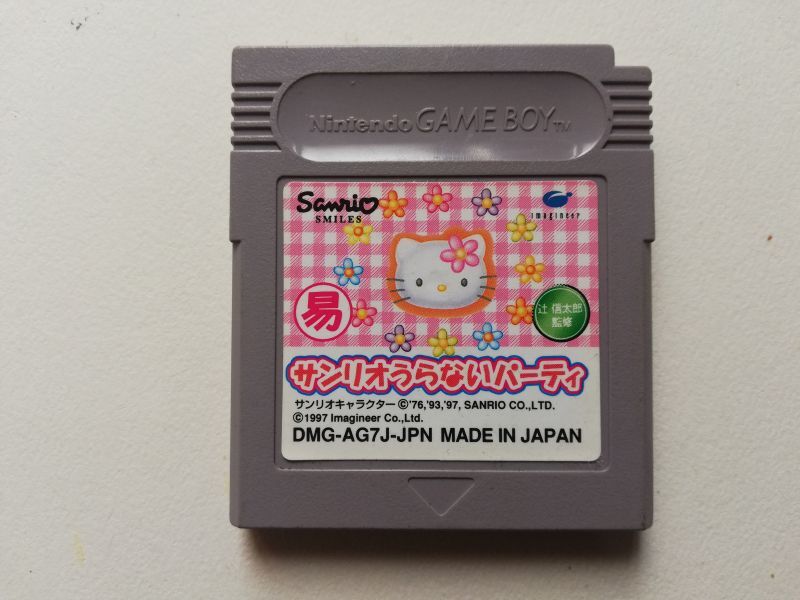 Nintendo GAME BOY TM
Sanrio
SMILES
imagineer
易
辻 信太郎
監修
サンリオうらないパーティ
サンリオキャラクター ©'76,'93,'97, SANRIO CO.,LTD.
©1997 Imagineer Co.,Ltd.
DMG-AG7J-JPN MADE IN JAPAN